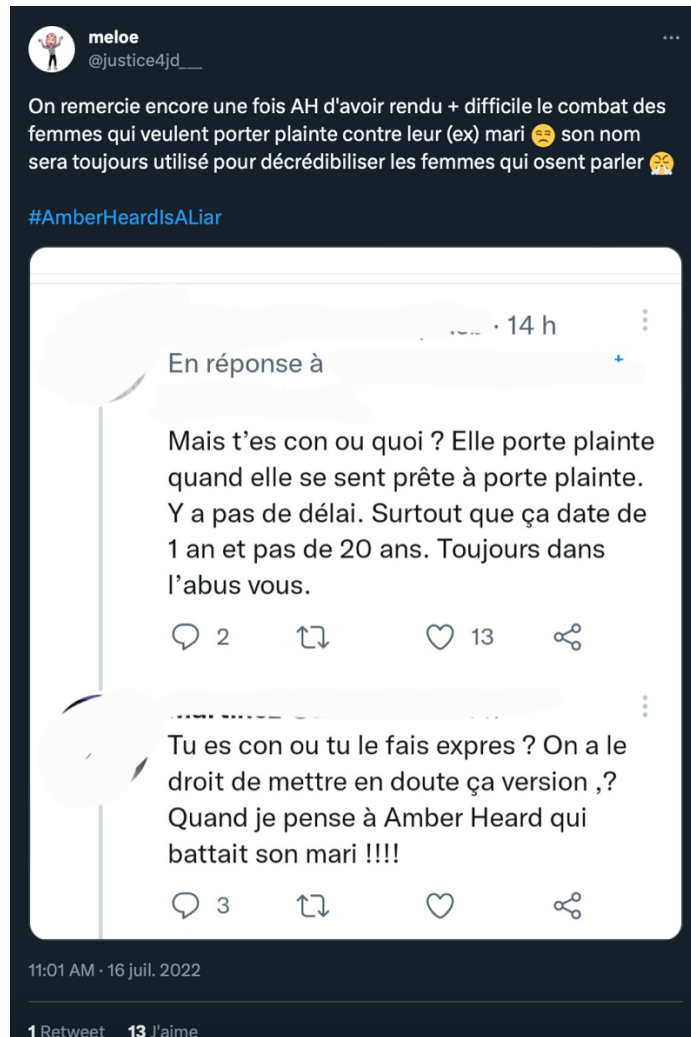 meloe
@justice4jd___
On remercie encore une fois AH d'avoir rendu + difficile le combat des
femmes qui veulent porter plainte contre leur (ex) mari 😒 son nom
sera toujours utilisé pour décrédibiliser les femmes qui osent parler 😤
#AmberHeardIsALiar
· 14 h
En réponse à
Mais t’es con ou quoi ? Elle porte plainte
quand elle se sent prête à porte plainte.
Y a pas de délai. Surtout que ça date de
1 an et pas de 20 ans. Toujours dans
l’abus vous.
2 13
Tu es con ou tu le fais expres ? On a le
droit de mettre en doute ça version ,?
Quand je pense à Amber Heard qui
battait son mari !!!!
3
11:01 AM · 16 juil. 2022
1 Retweet 13 J'aime